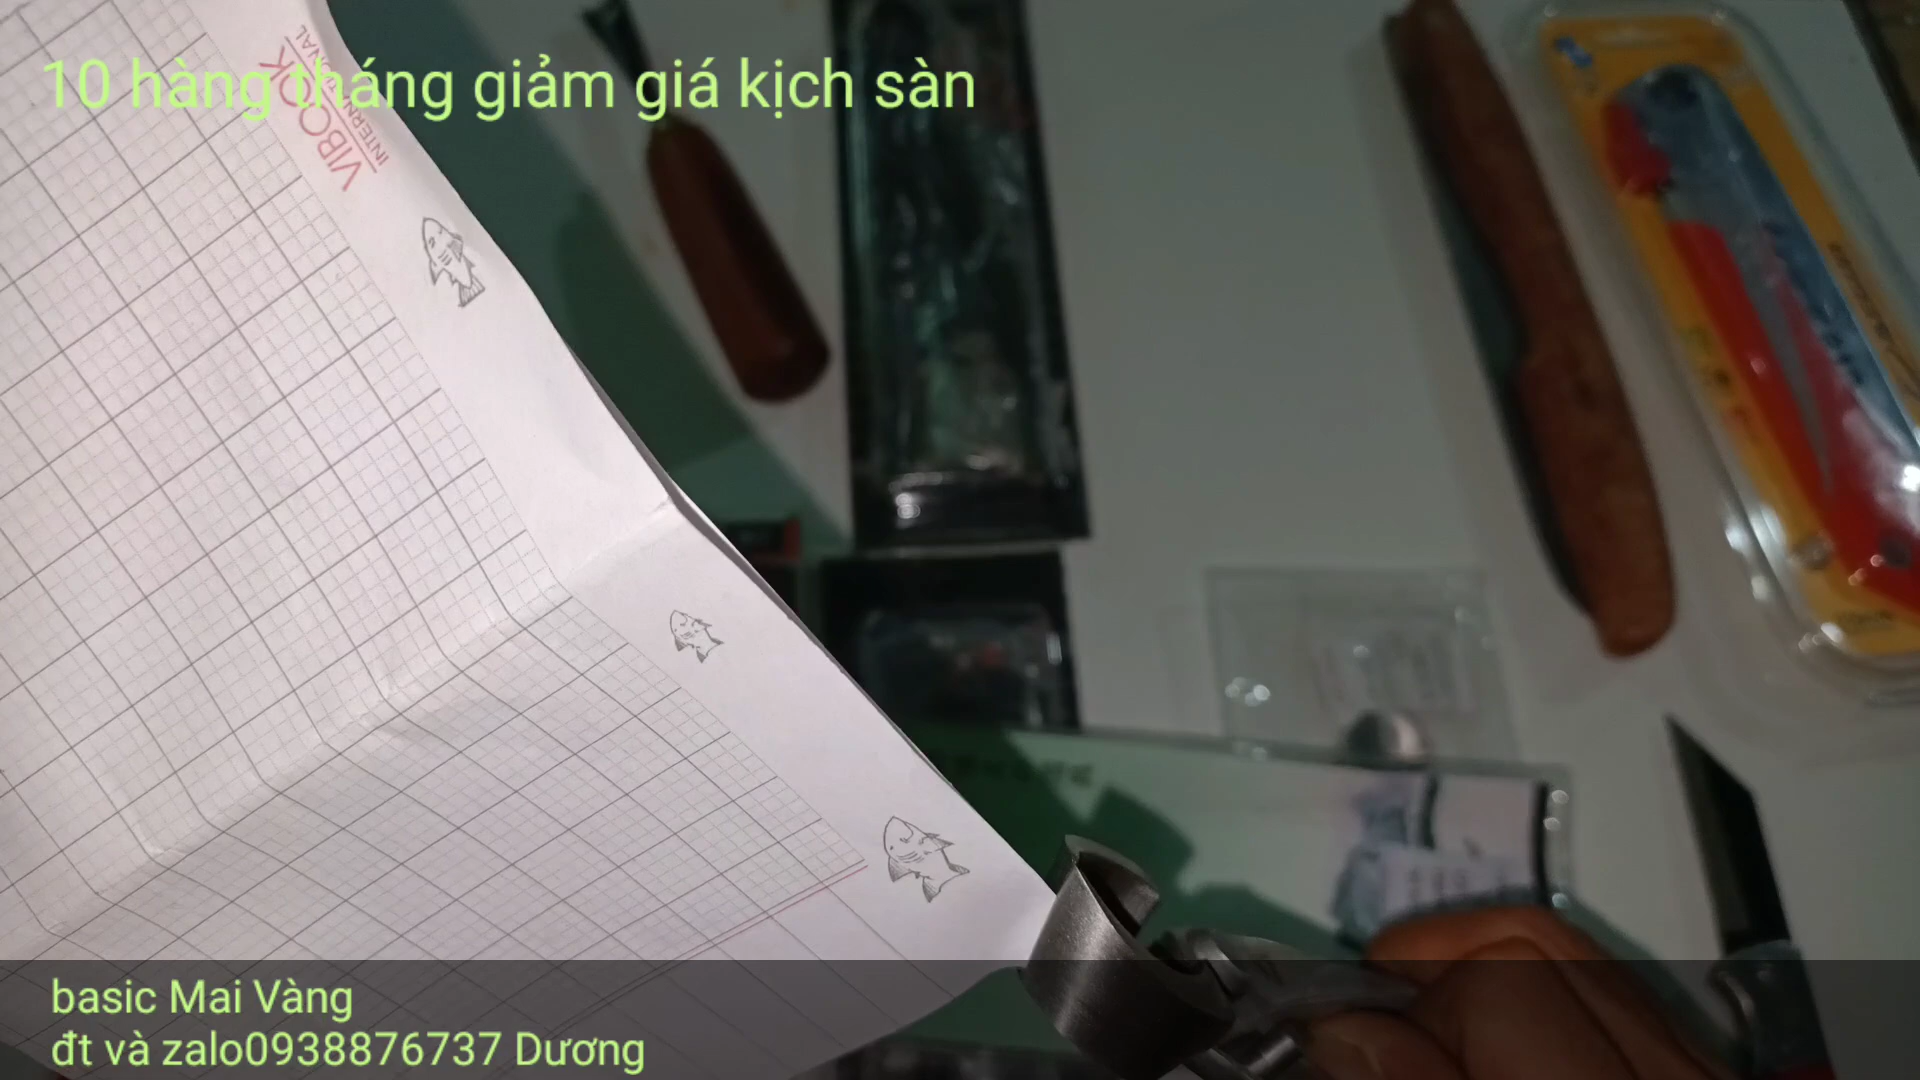 10 hàng tháng giảm giá kịch sàn
VIBOOK
INTERNATIONAL
basic Mai Vàng
đt và zalo0938876737 Dương